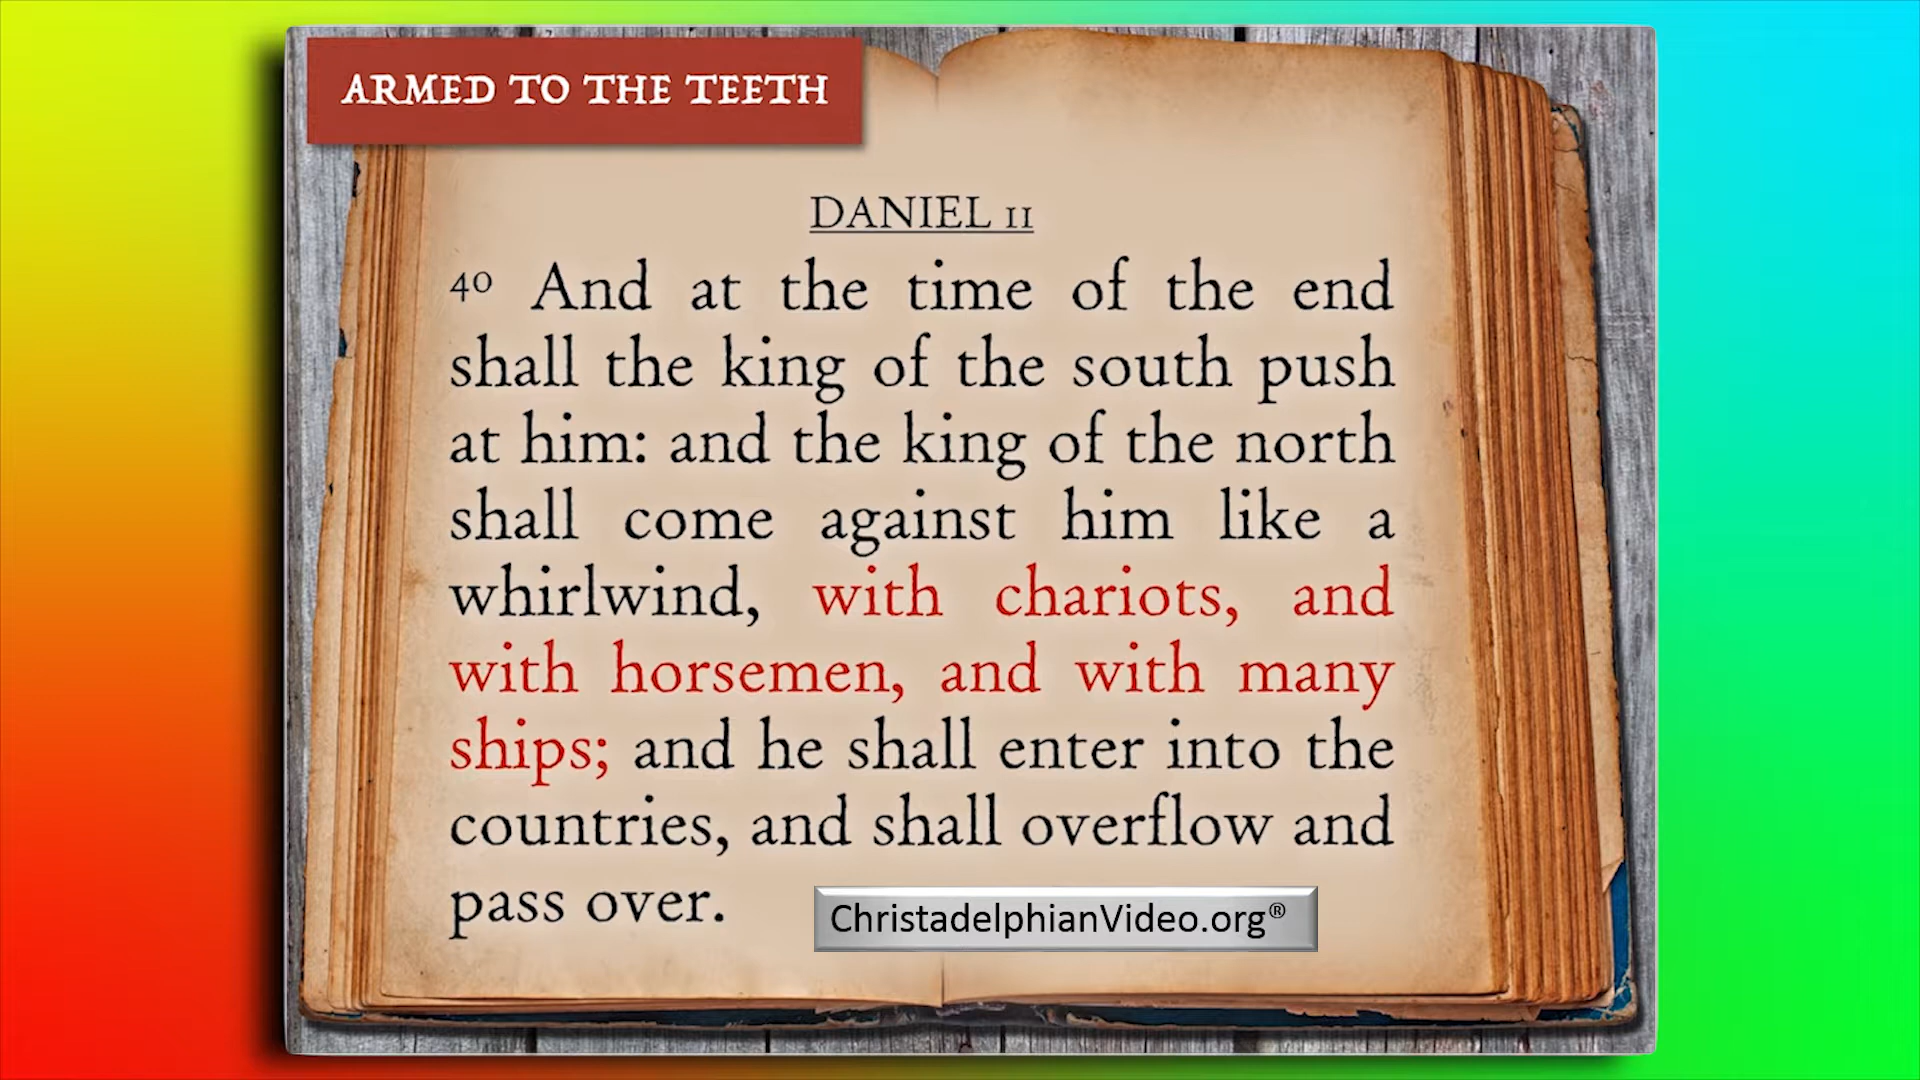 ARMED TO THE TEETH
DANIEL 11
40 And at the time of the end
shall the king of the south push
at him: and the king of the north
shall come against him like a
whirlwind, with chariots, and
with horsemen, and with many
ships; and he shall enter into the
countries, and shall overflow and
pass over.
ChristadelphianVideo.org®